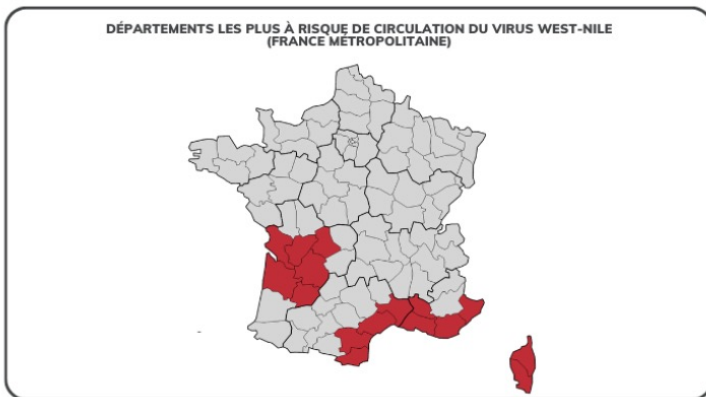 DÉPARTEMENTS LES PLUS À RISQUE DE CIRCULATION DU VIRUS WEST-NILE
(FRANCE MÉTROPOLITAINE)